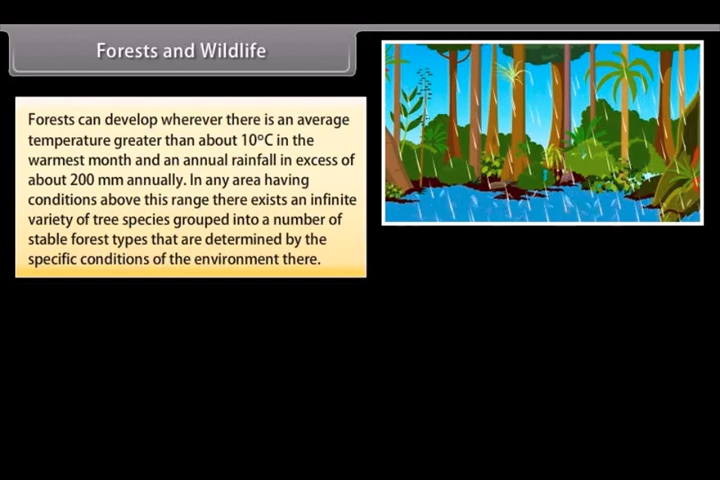 Forests and Wildlife
Forests can develop wherever there is an average
temperature greater than about 10ºC in the
warmest month and an annual rainfall in excess of
about 200 mm annually. In any area having
conditions above this range there exists an infinite
variety of tree species grouped into a number of
stable forest types that are determined by the
specific conditions of the environment there.